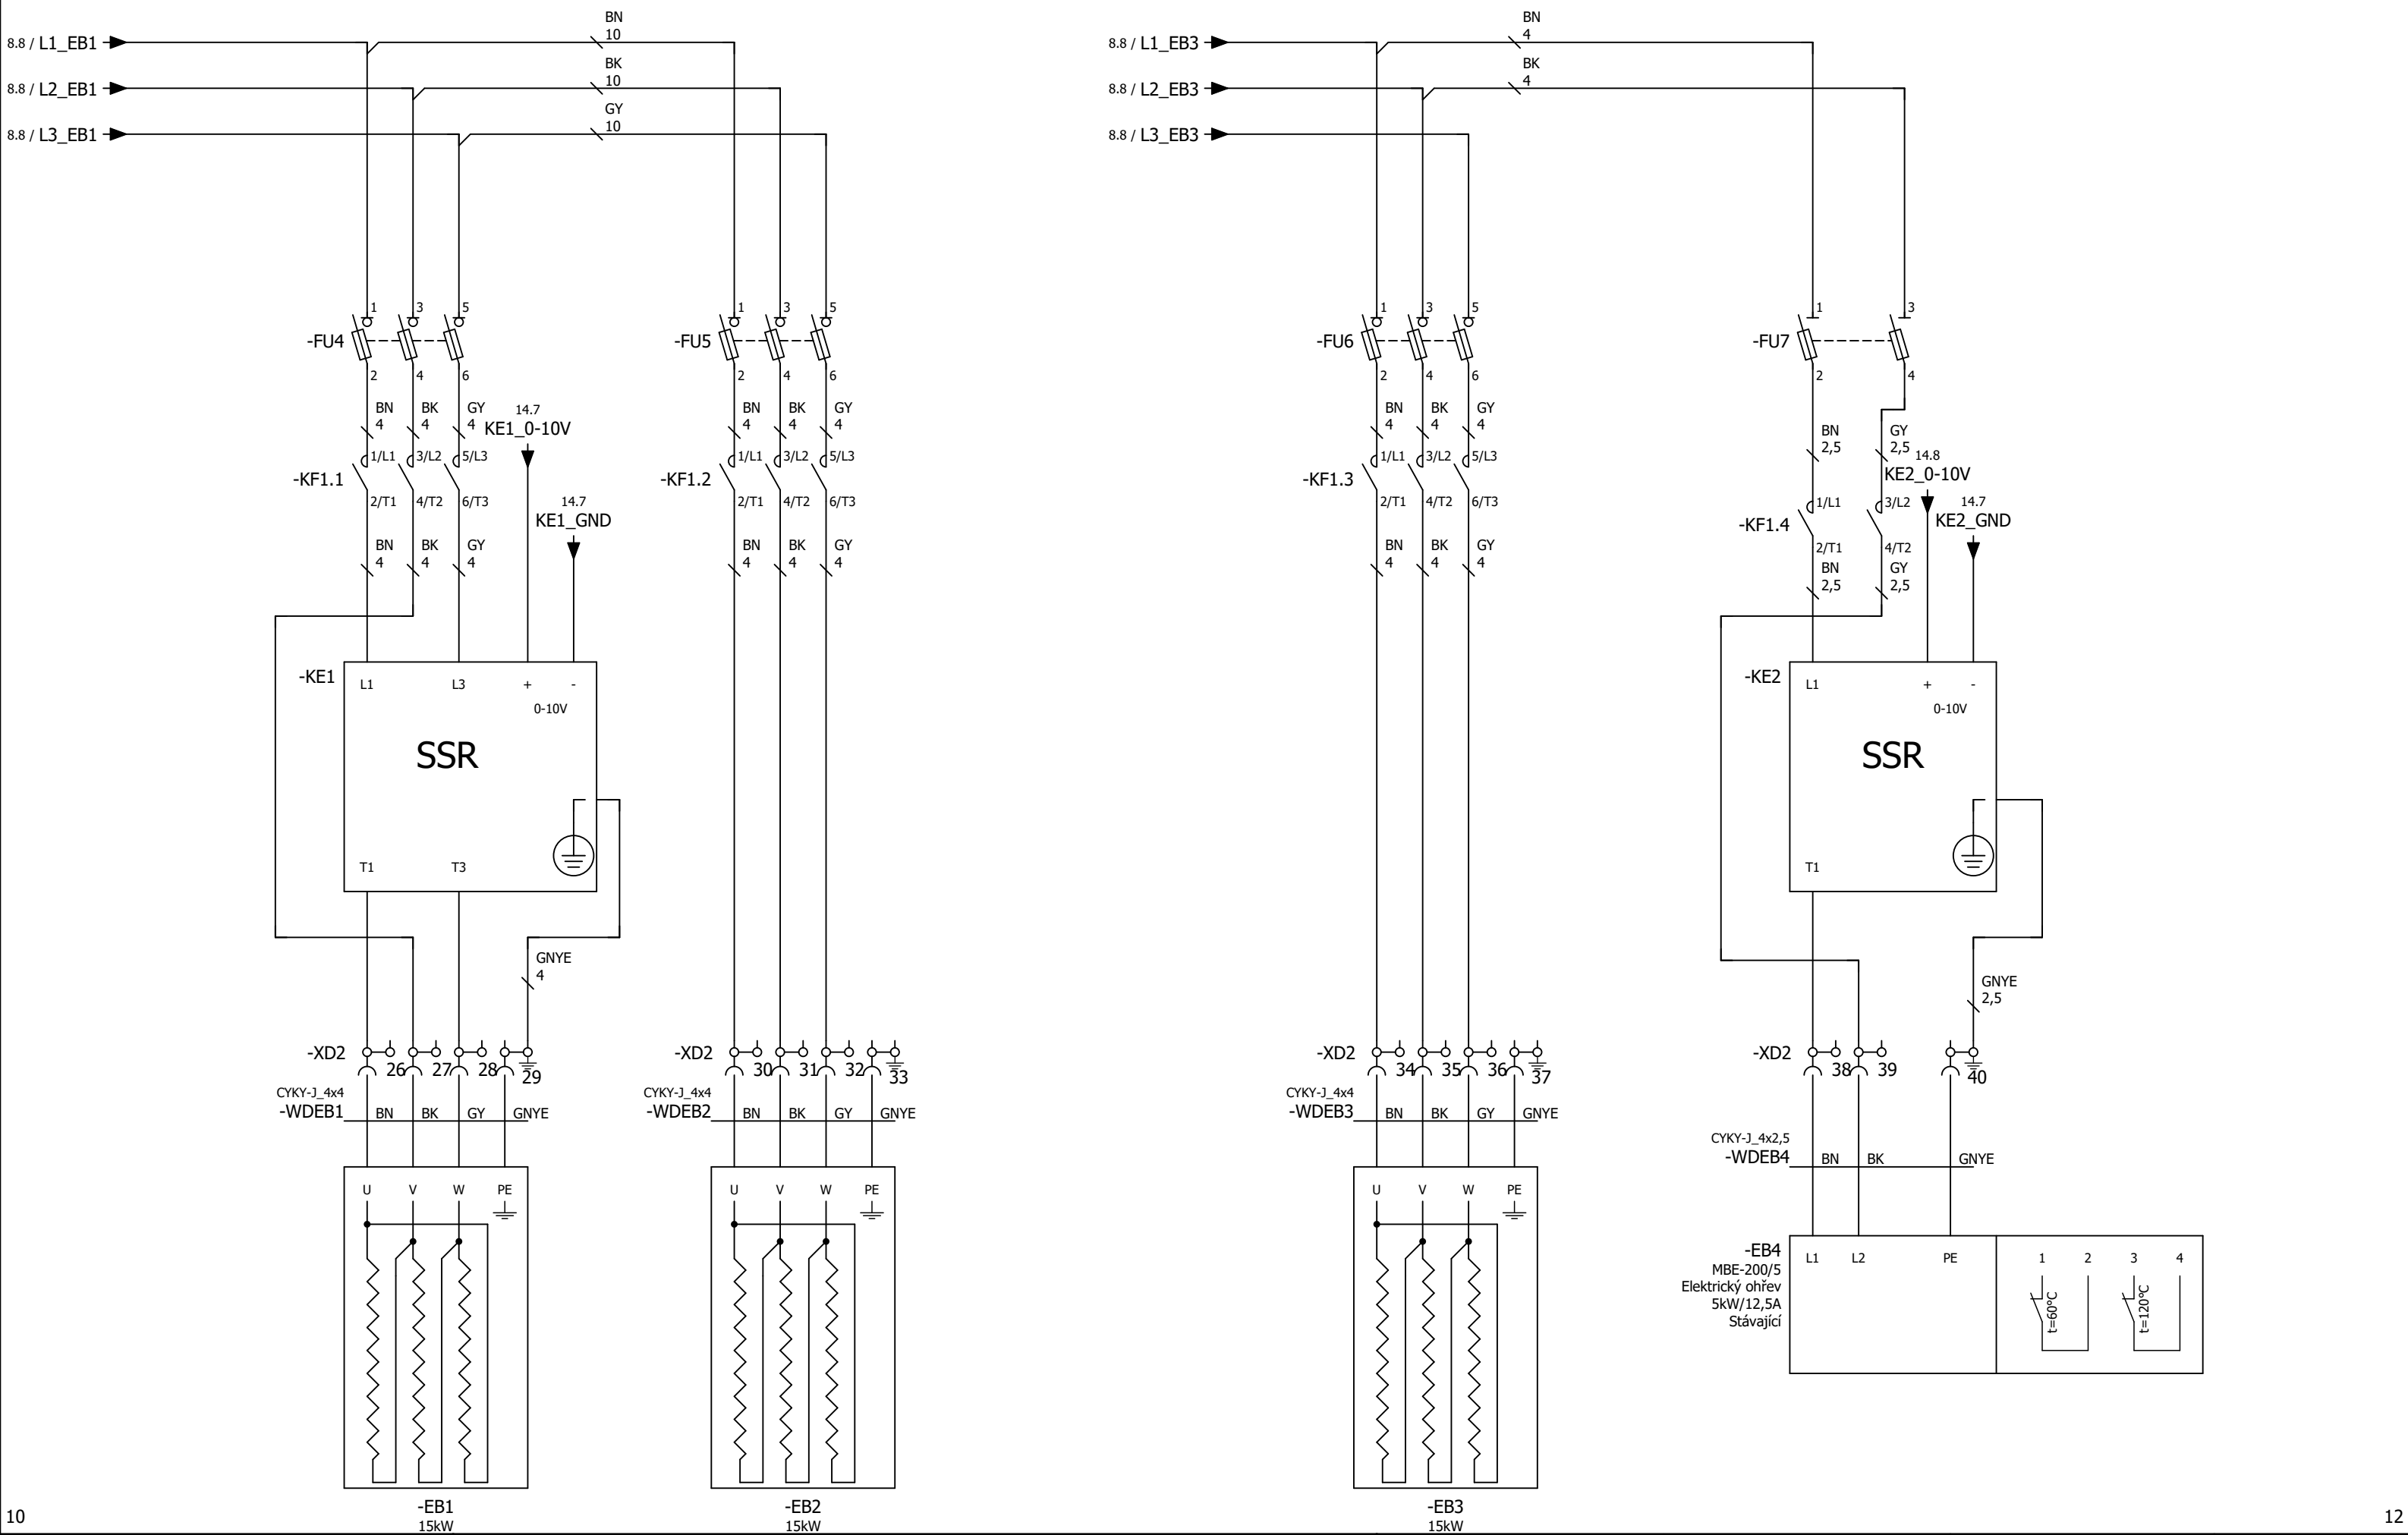 BN
10
8.8 / L1_EB1
BK
10
8.8 / L2_EB1
GY
10
8.8 / L3_EB1
BN
4
8.8 / L1_EB3
BK
4
8.8 / L2_EB3
8.8 / L3_EB3
1 3 5
-FU4
2 4 6
BN BK GY
4 4 4
14.7
KE1_0-10V
1/L1 3/L2 5/L3
-KF1.1
2/T1 4/T2 6/T3
14.7
KE1_GND
BN BK GY
4 4 4
-KE1
L1 L3 + -
0-10V
SSR
T1 T3
GNYE
4
-XD2 26 27 28 29
CYKY-J_4x4
-WDEB1 BN BK GY GNYE
U V W PE
-EB1
15kW
1 3 5
-FU5
2 4 6
BN BK GY
4 4 4
1/L1 3/L2 5/L3
-KF1.2
2/T1 4/T2 6/T3
BN BK GY
4 4 4
-XD2 30 31 32 33
CYKY-J_4x4
-WDEB2 BN BK GY GNYE
U V W PE
-EB2
15kW
1 3 5
-FU6
2 4 6
BN BK GY
4 4 4
1/L1 3/L2 5/L3
-KF1.3
2/T1 4/T2 6/T3
BN BK GY
4 4 4
-XD2 34 35 36 37
CYKY-J_4x4
-WDEB3 BN BK GY GNYE
U V W PE
-EB3
15kW
1 3
-FU7
2 4
BN GY
2,5 2,5
14.8
KE2_0-10V
1/L1 3/L2
14.7
KE2_GND
-KF1.4
2/T1 4/T2
BN GY
2,5 2,5
-KE2
L1 + -
0-10V
SSR
T1
GNYE
2,5
-XD2 38 39 40
CYKY-J_4x2,5
-WDEB4 BN BK GNYE
-EB4
MBE-200/5
Elektrický ohřev
5kW/12,5A
Stávající
L1 L2 PE 1 2 3 4
t=60°C
t=120°C
10
12